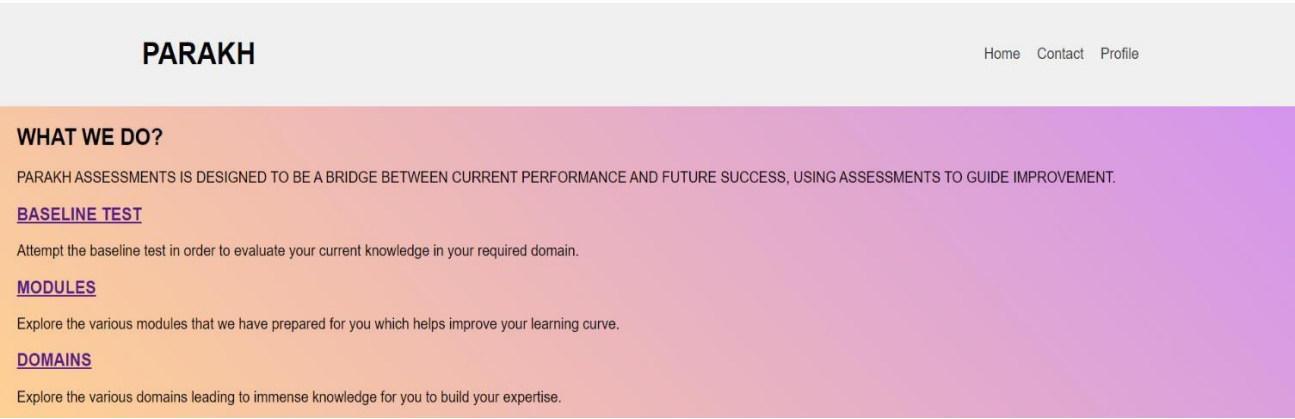 PARAKH
Home Contact Profile
WHAT WE DO?
PARAKH ASSESSMENTS IS DESIGNED TO BE A BRIDGE BETWEEN CURRENT PERFORMANCE AND FUTURE SUCCESS, USING ASSESSMENTS TO GUIDE IMPROVEMENT.
BASELINE TEST
Attempt the baseline test in order to evaluate your current knowledge in your required domain.
MODULES
Explore the various modules that we have prepared for you which helps improve your learning curve.
DOMAINS
Explore the various domains leading to immense knowledge for you to build your expertise.